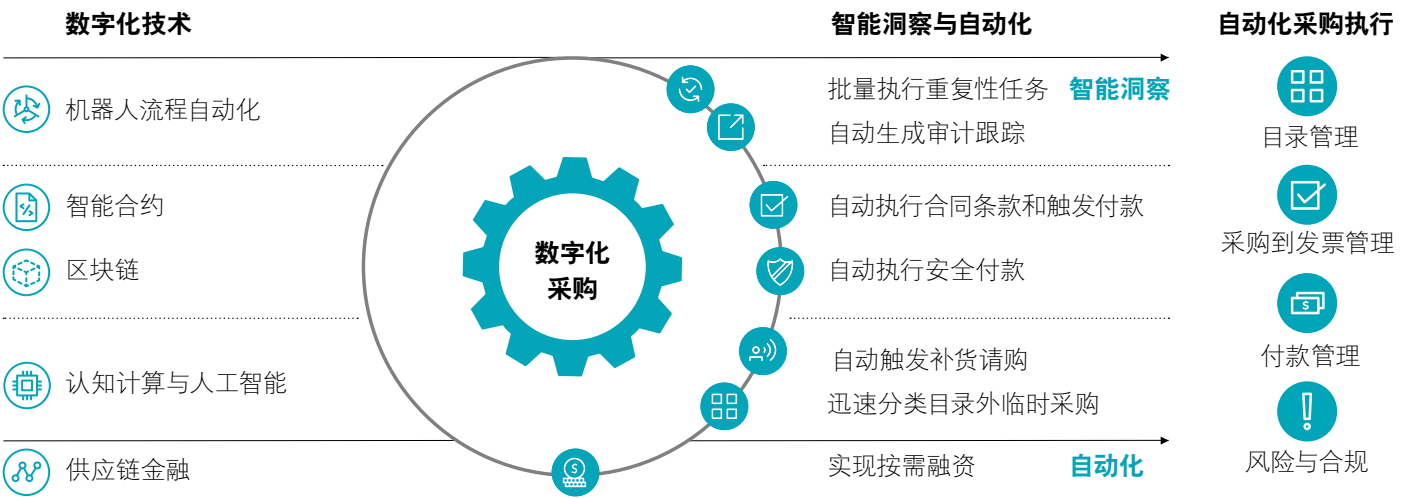 数字化技术
智能洞察与自动化
自动化采购执行
机器人流程自动化
批量执行重复性任务
智能洞察
自动生成审计跟踪
目录管理
智能合约
自动执行合同条款和触发付款
采购到发票管理
数字化
采购
区块链
自动执行安全付款
自动触发补货请购
付款管理
认知计算与人工智能
迅速分类目录外临时采购
供应链金融
实现按需融资
自动化
风险与合规